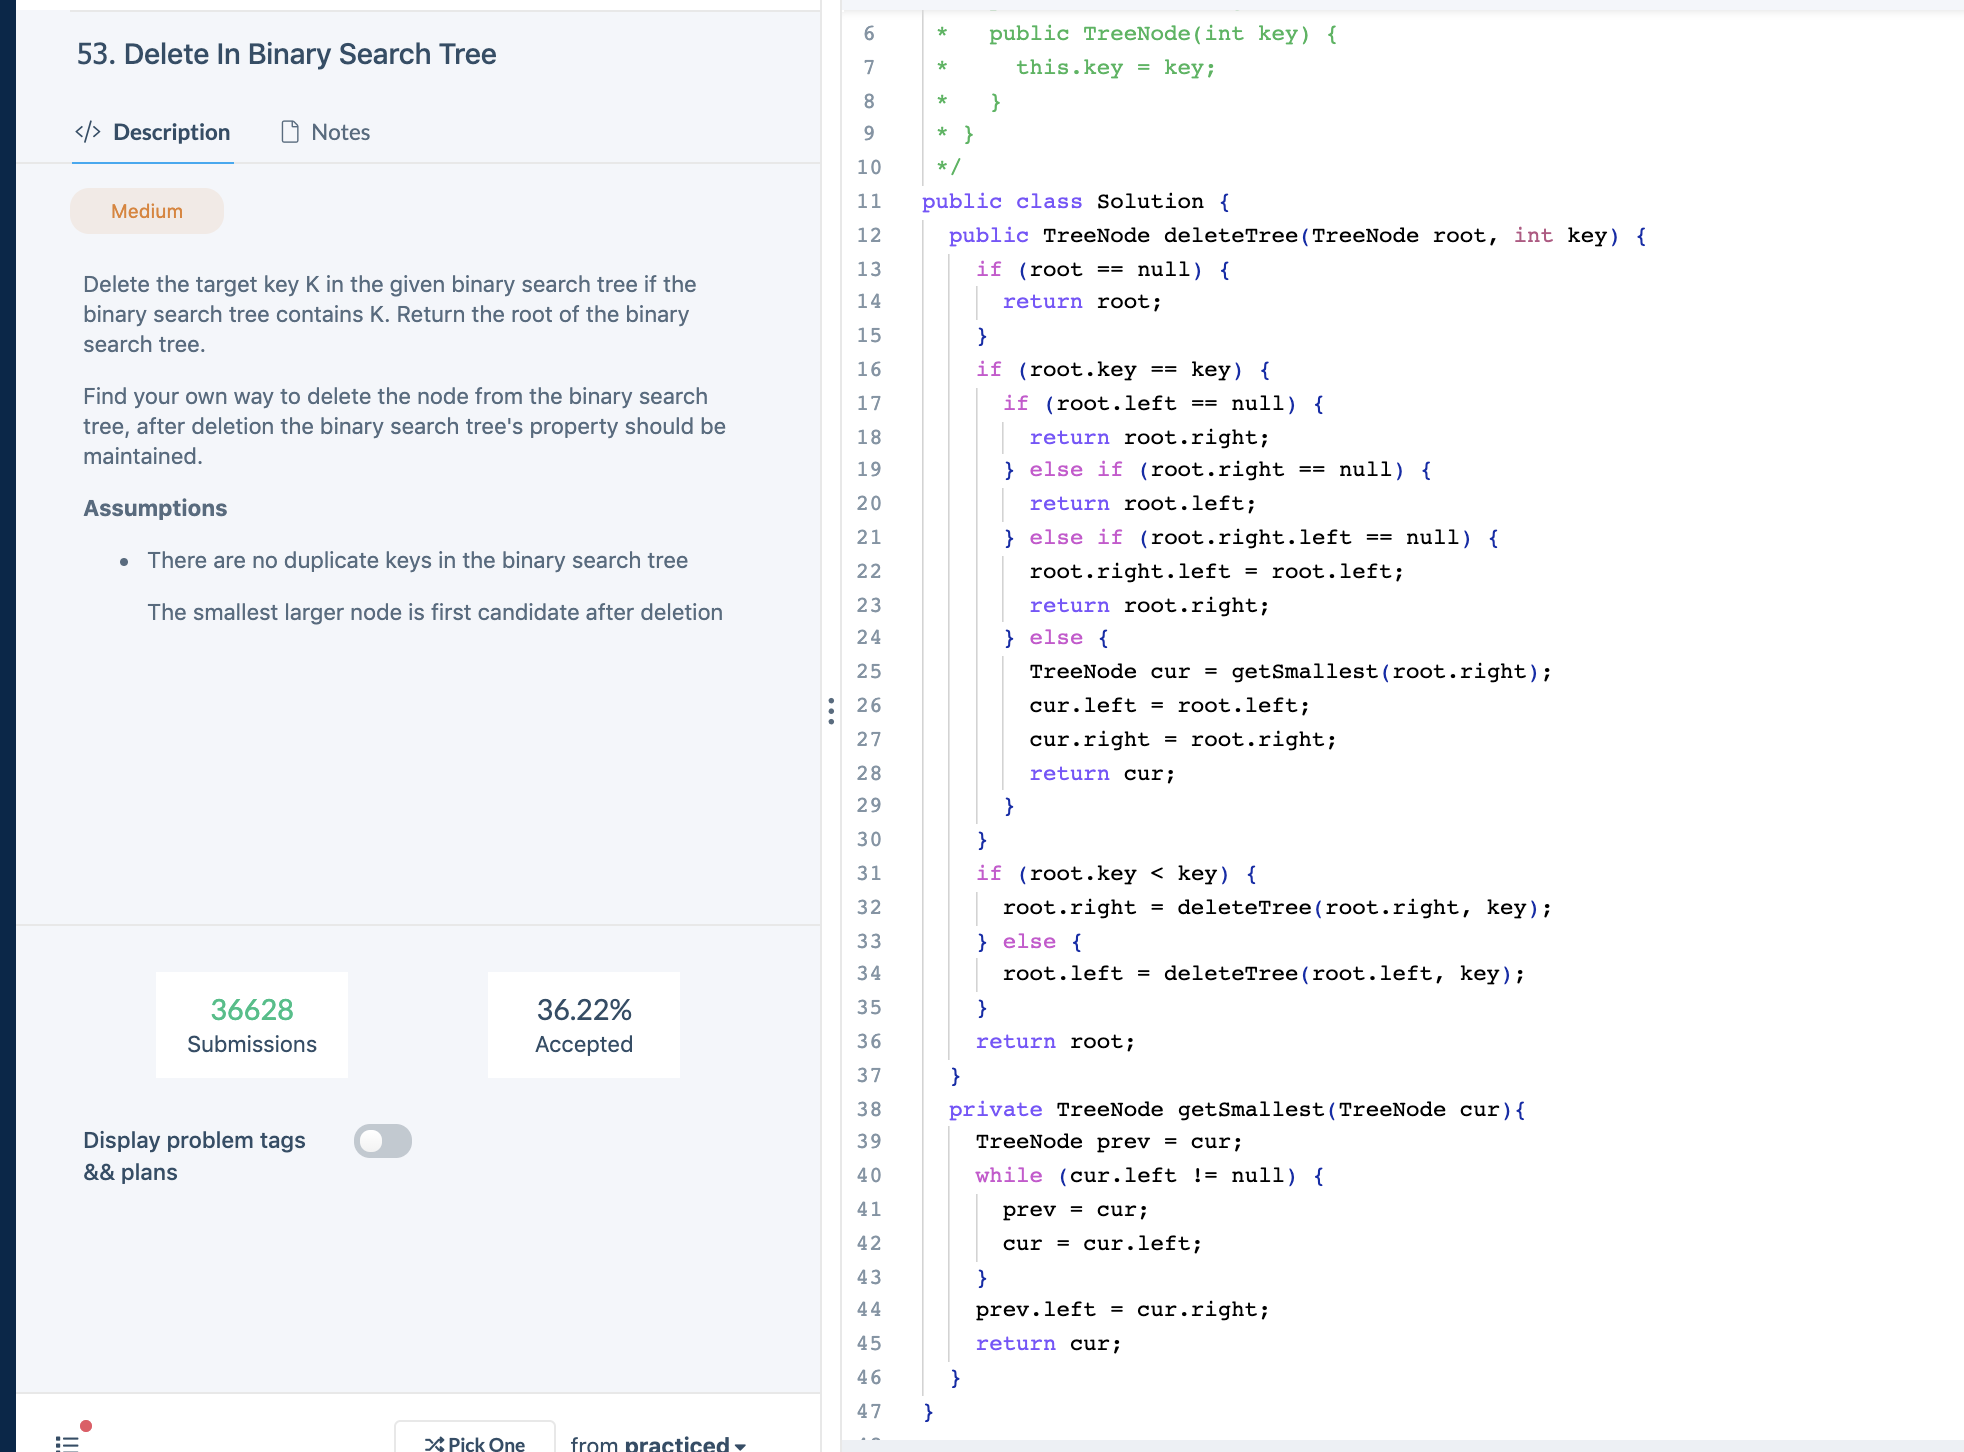 53. Delete In Binary Search Tree
</> Description Notes
Medium
Delete the target key K in the given binary search tree if the
binary search tree contains K. Return the root of the binary
search tree.
Find your own way to delete the node from the binary search
tree, after deletion the binary search tree's property should be
maintained.
Assumptions
• There are no duplicate keys in the binary search tree
The smallest larger node is first candidate after deletion
36628
Submissions
36.22%
Accepted
Display problem tags
&& plans
Pick One from practiced
6 *   public TreeNode(int key) {
7 *     this.key = key;
8 *   }
9 * }
10 */
11 public class Solution {
12   public TreeNode deleteTree(TreeNode root, int key) {
13     if (root == null) {
14       return root;
15     }
16     if (root.key == key) {
17       if (root.left == null) {
18         return root.right;
19       } else if (root.right == null) {
20         return root.left;
21       } else if (root.right.left == null) {
22         root.right.left = root.left;
23         return root.right;
24       } else {
25         TreeNode cur = getSmallest(root.right);
26         cur.left = root.left;
27         cur.right = root.right;
28         return cur;
29       }
30     }
31     if (root.key < key) {
32       root.right = deleteTree(root.right, key);
33     } else {
34       root.left = deleteTree(root.left, key);
35     }
36     return root;
37   }
38   private TreeNode getSmallest(TreeNode cur){
39     TreeNode prev = cur;
40     while (cur.left != null) {
41       prev = cur;
42       cur = cur.left;
43     }
44     prev.left = cur.right;
45     return cur;
46   }
47 }